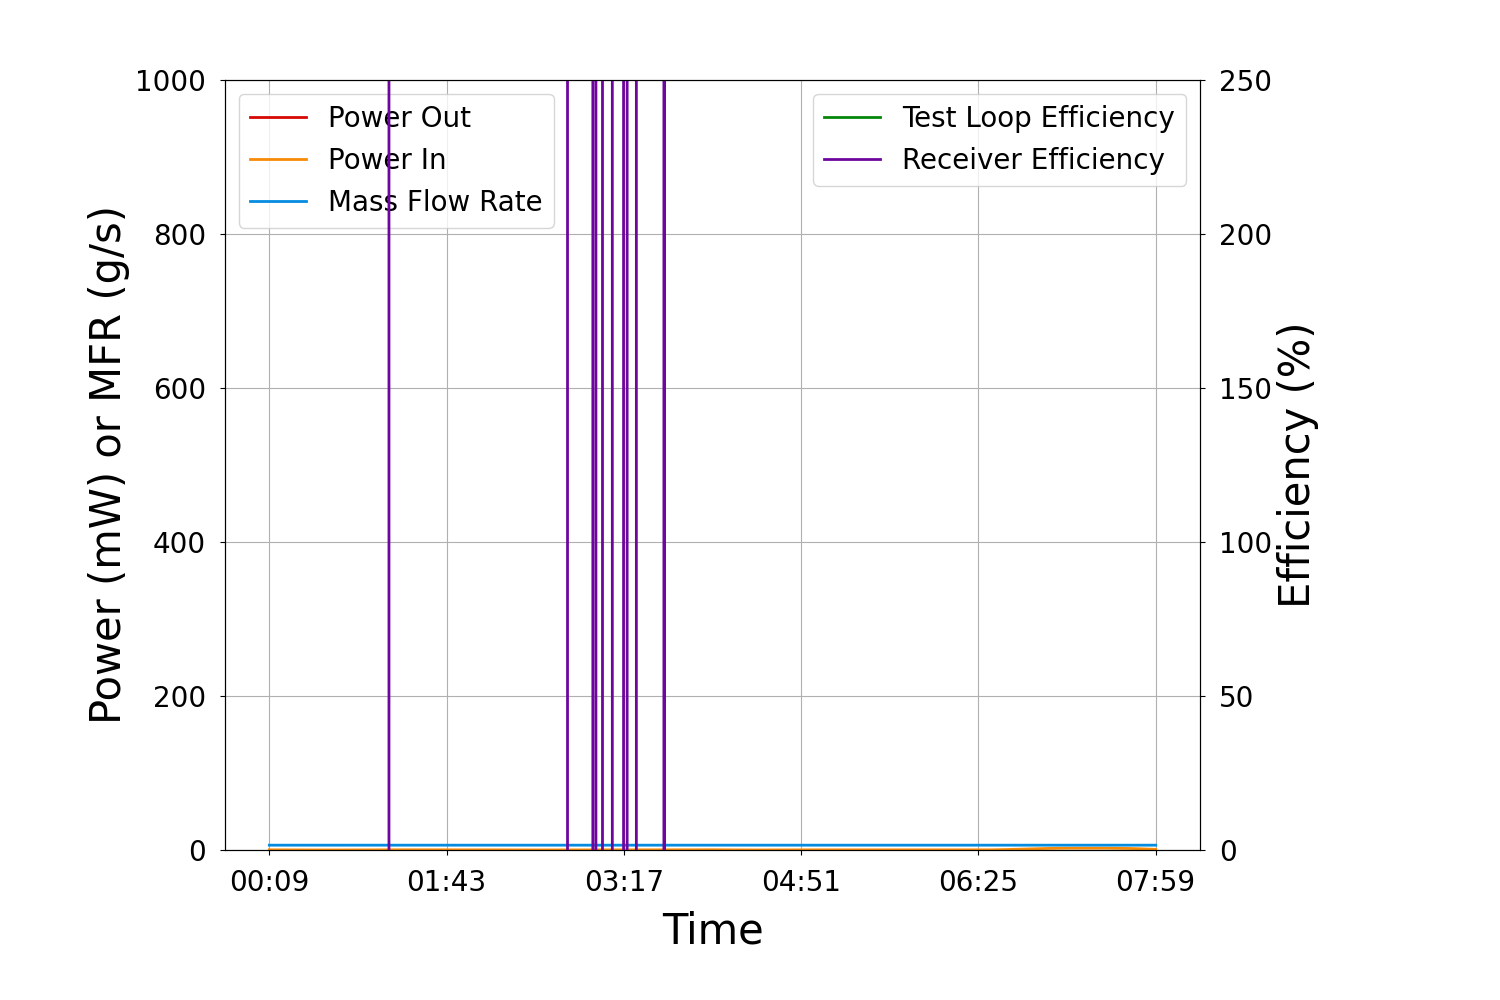 1000
800
600
400
200
0
Power (mW) or MFR (g/s)
Power Out
Power In
Mass Flow Rate
Test Loop Efficiency
Receiver Efficiency
250
200
150
100
50
0
Efficiency (%)
00:09 01:43 03:17 04:51 06:25 07:59
Time